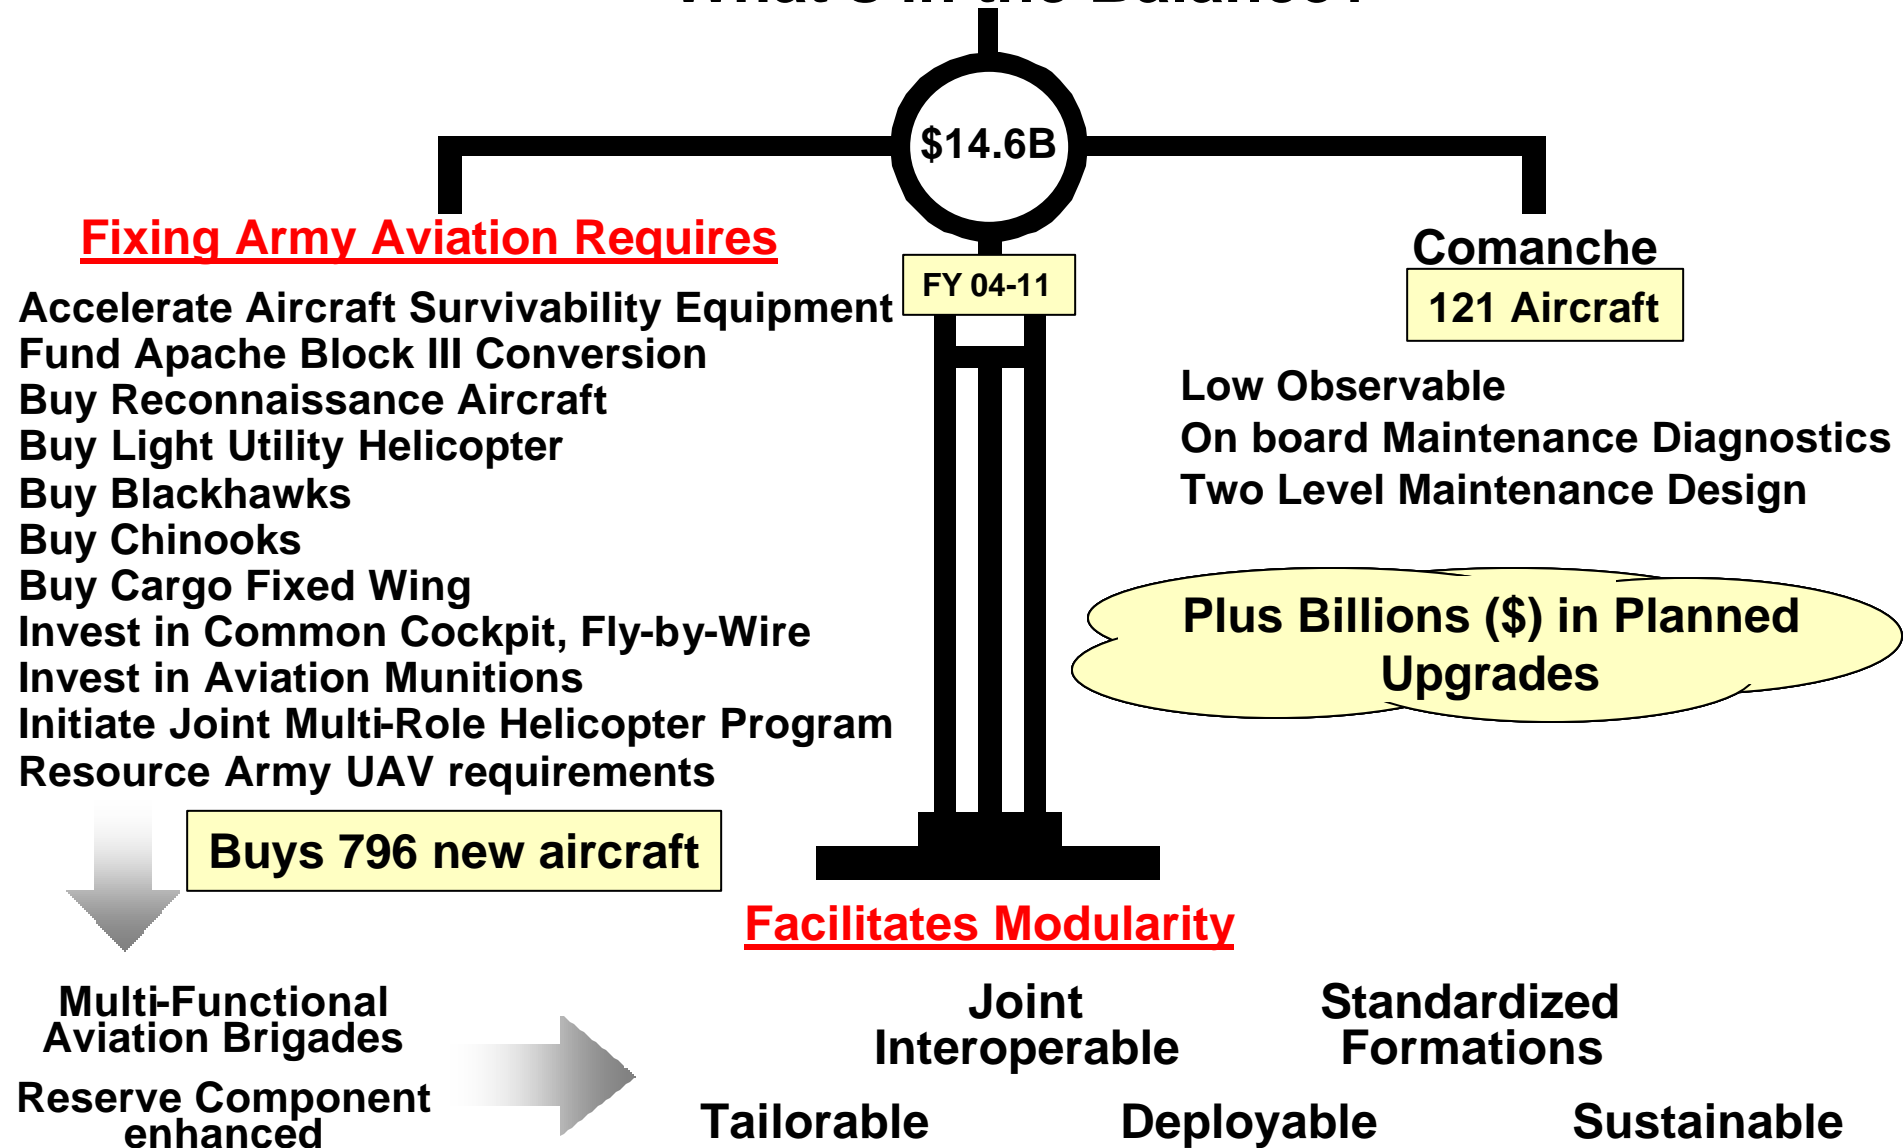 What's in the Balance?
$14.6B
Fixing Army Aviation Requires
Accelerate Aircraft Survivability Equipment
Fund Apache Block III Conversion
Buy Reconnaissance Aircraft
Buy Light Utility Helicopter
Buy Blackhawks
Buy Chinooks
Buy Cargo Fixed Wing
Invest in Common Cockpit, Fly-by-Wire
Invest in Aviation Munitions
Initiate Joint Multi-Role Helicopter Program
Resource Army UAV requirements
Buys 796 new aircraft
FY 04-11
Comanche
121 Aircraft
Low Observable
On board Maintenance Diagnostics
Two Level Maintenance Design
Plus Billions ($) in Planned
Upgrades
Multi-Functional
Aviation Brigades
Reserve Component
enhanced
Facilitates Modularity
Joint
Interoperable
Standardized
Formations
Tailorable
Deployable
Sustainable